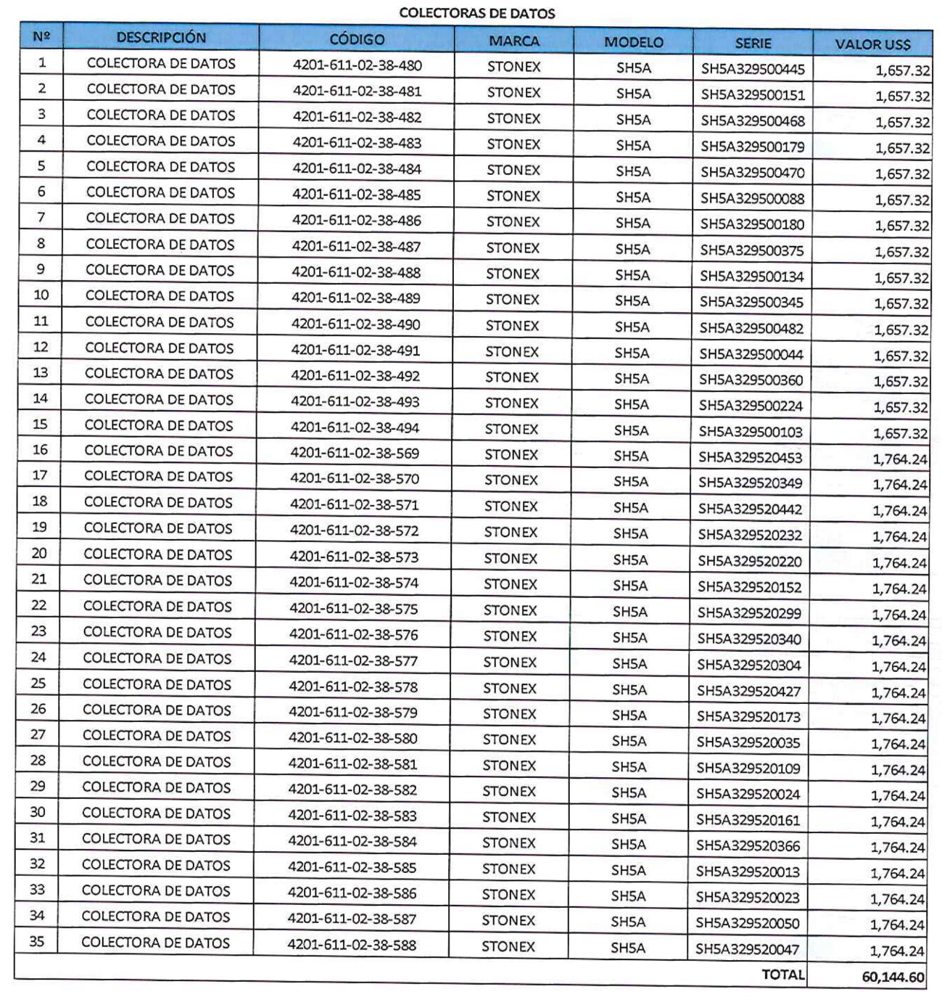 COLECTORAS DE DATOS
Nº DESCRIPCIÓN CÓDIGO MARCA MODELO SERIE VALOR US$
1 COLECTORA DE DATOS 4201-611-02-38-480 STONEX SH5A SH5A329500445 1,657.32
2 COLECTORA DE DATOS 4201-611-02-38-481 STONEX SH5A SH5A329500151 1,657.32
3 COLECTORA DE DATOS 4201-611-02-38-482 STONEX SH5A SH5A329500468 1,657.32
4 COLECTORA DE DATOS 4201-611-02-38-483 STONEX SH5A SH5A329500179 1,657.32
5 COLECTORA DE DATOS 4201-611-02-38-484 STONEX SH5A SH5A329500470 1,657.32
6 COLECTORA DE DATOS 4201-611-02-38-485 STONEX SH5A SH5A329500088 1,657.32
7 COLECTORA DE DATOS 4201-611-02-38-486 STONEX SH5A SH5A329500180 1,657.32
8 COLECTORA DE DATOS 4201-611-02-38-487 STONEX SH5A SH5A329500375 1,657.32
9 COLECTORA DE DATOS 4201-611-02-38-488 STONEX SH5A SH5A329500134 1,657.32
10 COLECTORA DE DATOS 4201-611-02-38-489 STONEX SH5A SH5A329500345 1,657.32
11 COLECTORA DE DATOS 4201-611-02-38-490 STONEX SH5A SH5A329500482 1,657.32
12 COLECTORA DE DATOS 4201-611-02-38-491 STONEX SH5A SH5A329500044 1,657.32
13 COLECTORA DE DATOS 4201-611-02-38-492 STONEX SH5A SH5A329500360 1,657.32
14 COLECTORA DE DATOS 4201-611-02-38-493 STONEX SH5A SH5A329500224 1,657.32
15 COLECTORA DE DATOS 4201-611-02-38-494 STONEX SH5A SH5A329500103 1,657.32
16 COLECTORA DE DATOS 4201-611-02-38-569 STONEX SH5A SH5A329520453 1,764.24
17 COLECTORA DE DATOS 4201-611-02-38-570 STONEX SH5A SH5A329520349 1,764.24
18 COLECTORA DE DATOS 4201-611-02-38-571 STONEX SH5A SH5A329520442 1,764.24
19 COLECTORA DE DATOS 4201-611-02-38-572 STONEX SH5A SH5A329520232 1,764.24
20 COLECTORA DE DATOS 4201-611-02-38-573 STONEX SH5A SH5A329520220 1,764.24
21 COLECTORA DE DATOS 4201-611-02-38-574 STONEX SH5A SH5A329520152 1,764.24
22 COLECTORA DE DATOS 4201-611-02-38-575 STONEX SH5A SH5A329520299 1,764.24
23 COLECTORA DE DATOS 4201-611-02-38-576 STONEX SH5A SH5A329520340 1,764.24
24 COLECTORA DE DATOS 4201-611-02-38-577 STONEX SH5A SH5A329520304 1,764.24
25 COLECTORA DE DATOS 4201-611-02-38-578 STONEX SH5A SH5A329520427 1,764.24
26 COLECTORA DE DATOS 4201-611-02-38-579 STONEX SH5A SH5A329520173 1,764.24
27 COLECTORA DE DATOS 4201-611-02-38-580 STONEX SH5A SH5A329520035 1,764.24
28 COLECTORA DE DATOS 4201-611-02-38-581 STONEX SH5A SH5A329520109 1,764.24
29 COLECTORA DE DATOS 4201-611-02-38-582 STONEX SH5A SH5A329520024 1,764.24
30 COLECTORA DE DATOS 4201-611-02-38-583 STONEX SH5A SH5A329520161 1,764.24
31 COLECTORA DE DATOS 4201-611-02-38-584 STONEX SH5A SH5A329520366 1,764.24
32 COLECTORA DE DATOS 4201-611-02-38-585 STONEX SH5A SH5A329520013 1,764.24
33 COLECTORA DE DATOS 4201-611-02-38-586 STONEX SH5A SH5A329520023 1,764.24
34 COLECTORA DE DATOS 4201-611-02-38-587 STONEX SH5A SH5A329520050 1,764.24
35 COLECTORA DE DATOS 4201-611-02-38-588 STONEX SH5A SH5A329520047 1,764.24
TOTAL 60,144.60